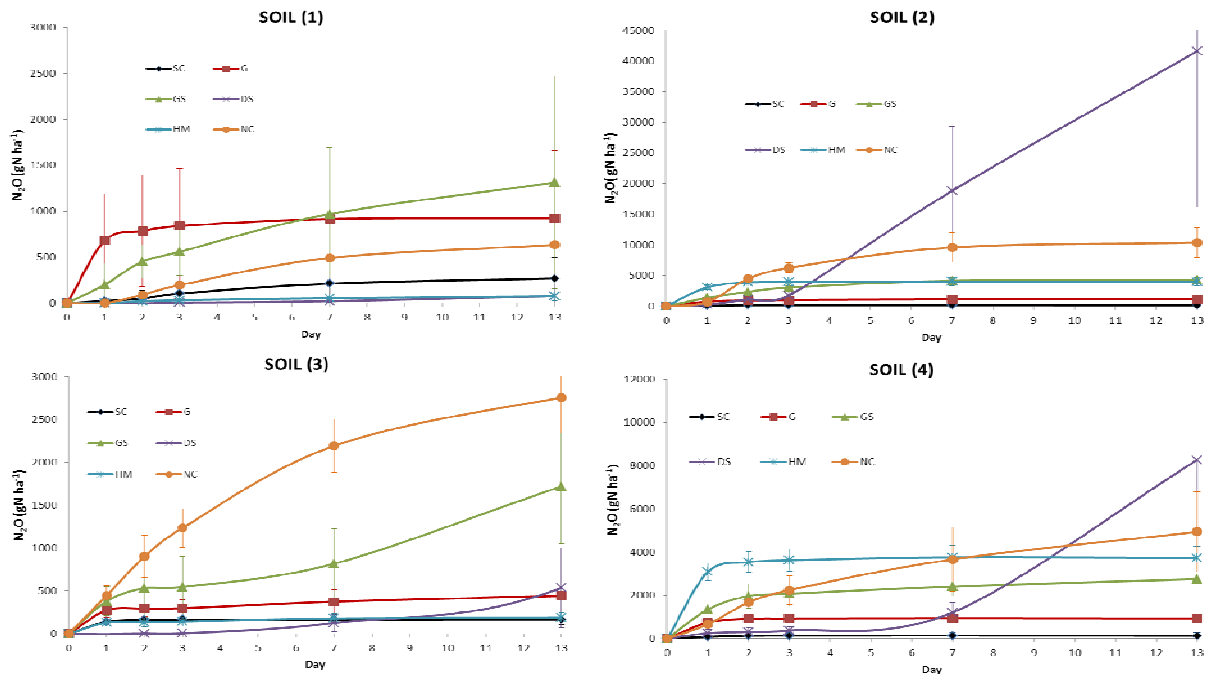 SOIL (1)
3000
2500
2000
1500
1000
500
0
N₂O (gN ha⁻¹)
SC G
GS DS
HM NC
0 1 2 3 4 5 6 7 8 9 10 11 12 13
Day
SOIL (2)
45000
40000
35000
30000
25000
20000
15000
10000
5000
0
N₂O (gN ha⁻¹)
SC G GS
DS HM NC
0 1 2 3 4 5 6 7 8 9 10 11 12 13
Day
SOIL (3)
3000
2500
2000
1500
1000
500
0
N₂O (gN ha⁻¹)
SC G
GS DS
HM NC
0 1 2 3 4 5 6 7 8 9 10 11 12 13
Day
SOIL (4)
12000
10000
8000
6000
4000
2000
0
N₂O (gN ha⁻¹)
SC G GS
DS HM NC
0 1 2 3 4 5 6 7 8 9 10 11 12 13
Day